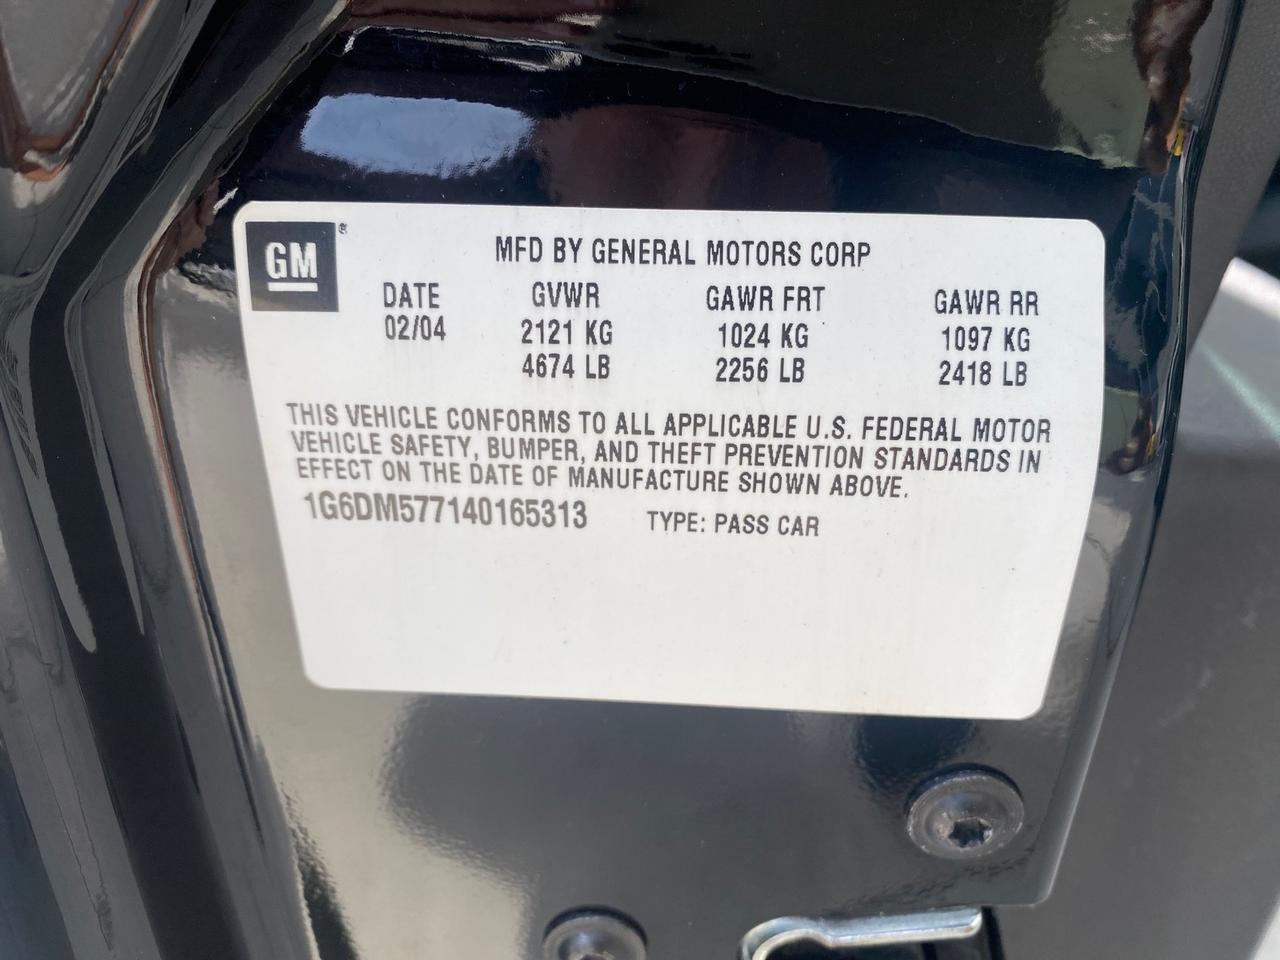 GM ®
MFD BY GENERAL MOTORS CORP
DATE GVWR GAWR FRT GAWR RR
02/04 2121 KG 1024 KG 1097 KG
4674 LB 2256 LB 2418 LB
THIS VEHICLE CONFORMS TO ALL APPLICABLE U.S. FEDERAL MOTOR
VEHICLE SAFETY, BUMPER, AND THEFT PREVENTION STANDARDS IN
EFFECT ON THE DATE OF MANUFACTURE SHOWN ABOVE.
1G6DM577140165313 TYPE: PASS CAR